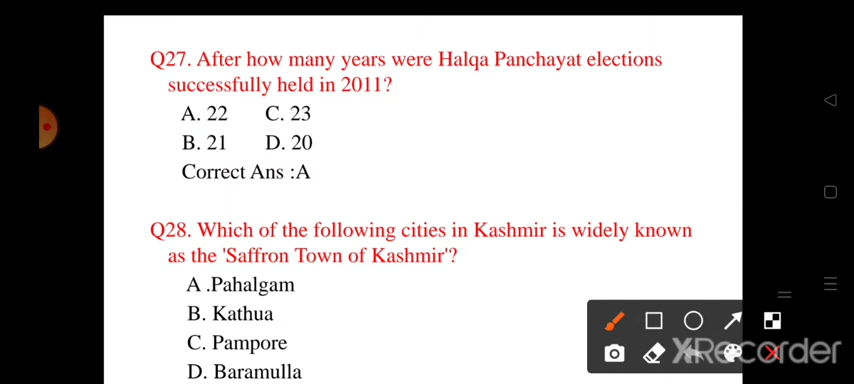 Q27. After how many years were Halqa Panchayat elections
successfully held in 2011?
A. 22 C. 23
B. 21 D. 20
Correct Ans :A
Q28. Which of the following cities in Kashmir is widely known
as the 'Saffron Town of Kashmir'?
A .Pahalgam
B. Kathua
C. Pampore
D. Baramulla
XRecorder